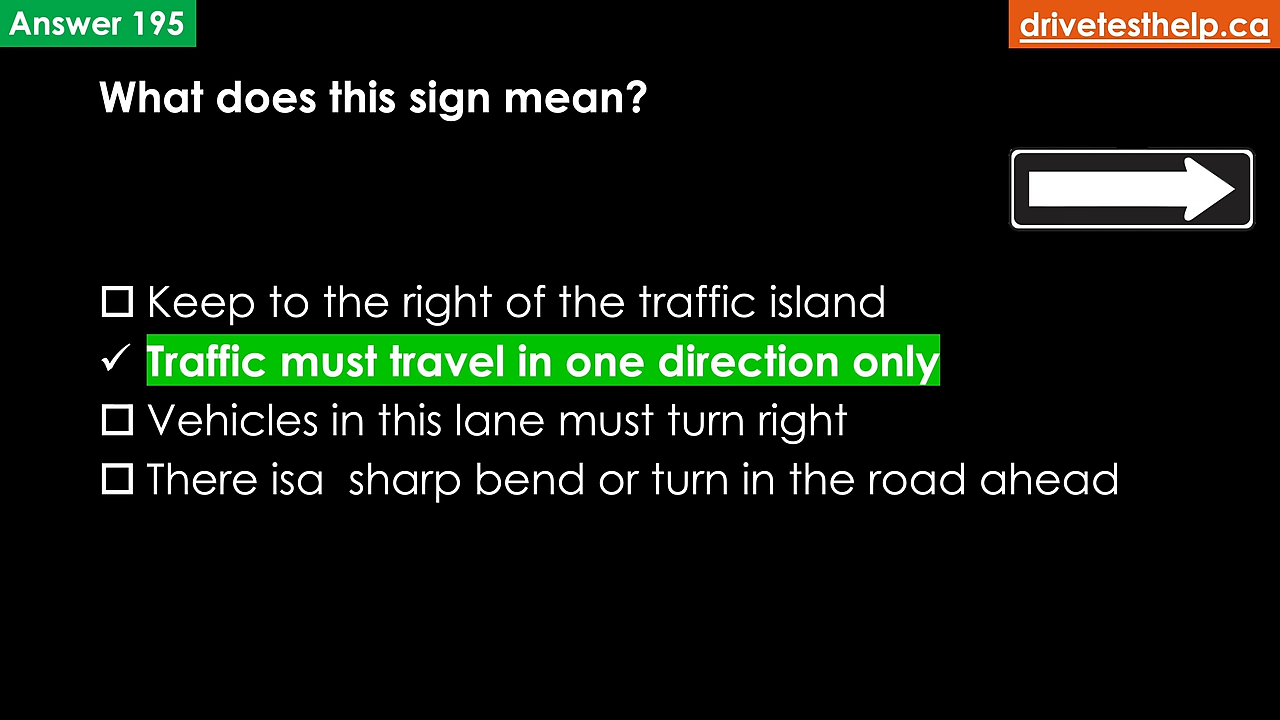 Answer 195
drivetesthelp.ca
What does this sign mean?
Keep to the right of the traffic island
Traffic must travel in one direction only
Vehicles in this lane must turn right
There isa  sharp bend or turn in the road ahead